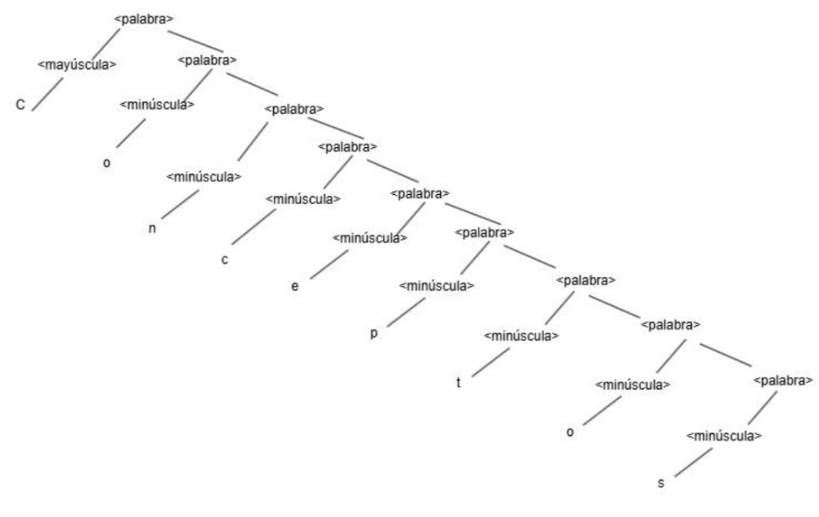 <palabra>
<mayúscula> <palabra>
C <minúscula> <palabra>
o
<palabra>
<minúscula>
<minúscula> <palabra>
n
c
<minúscula> <palabra>
e
<minúscula> <palabra>
p
<minúscula> <palabra>
t
<minúscula> <palabra>
o
<minúscula>
s